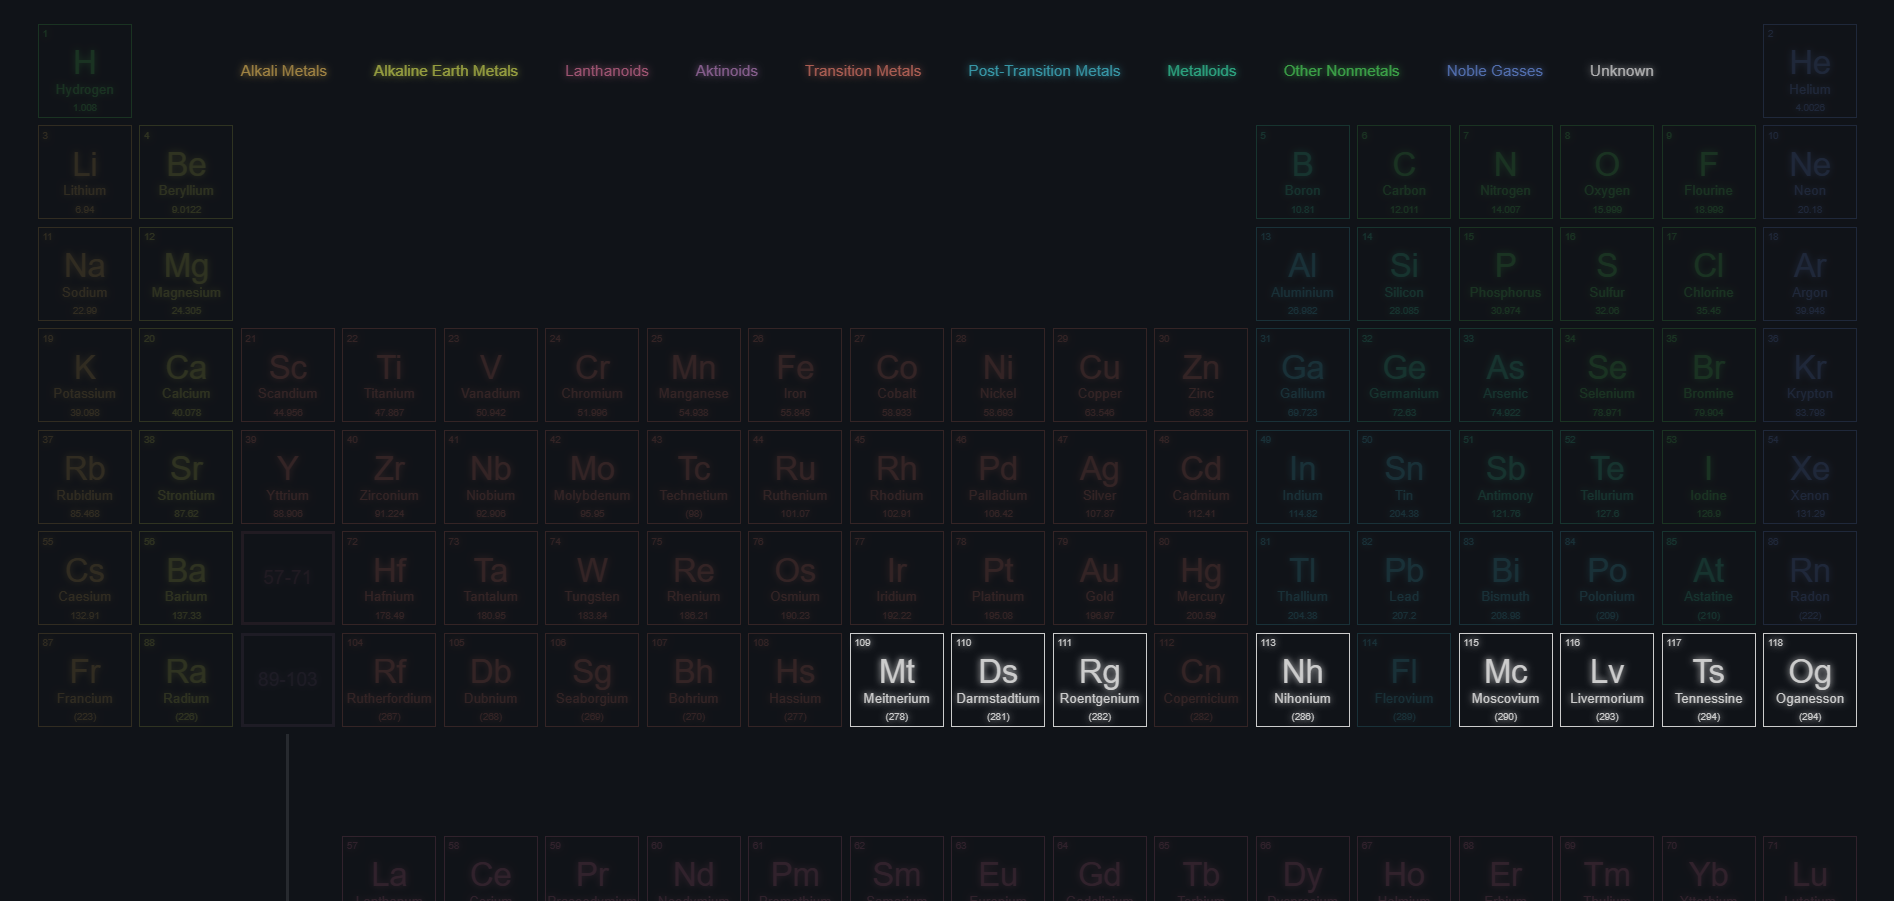 1 2
H He
Hydrogen Helium
1.008 4.0026
Alkali Metals Alkaline Earth Metals Lanthanoids Aktinoids Transition Metals Post-Transition Metals Metalloids Other Nonmetals Noble Gasses Unknown
3 4 5 6 7 8 9 10
Li Be B C N O F Ne
Lithium Beryllium Boron Carbon Nitrogen Oxygen Flourine Neon
6.94 9.0122 10.81 12.011 14.007 15.999 18.998 20.18
11 12 13 14 15 16 17 18
Na Mg Al Si P S Cl Ar
Sodium Magnesium Aluminium Silicon Phosphorus Sulfur Chlorine Argon
22.99 24.305 26.982 28.085 30.974 32.06 35.45 39.948
19 20 21 22 23 24 25 26 27 28 29 30 31 32 33 34 35 36
K Ca Sc Ti V Cr Mn Fe Co Ni Cu Zn Ga Ge As Se Br Kr
Potassium Calcium Scandium Titanium Vanadium Chromium Manganese Iron Cobalt Nickel Copper Zinc Gallium Germanium Arsenic Selenium Bromine Krypton
39.098 40.078 44.956 47.867 50.942 51.996 54.938 55.845 58.933 58.693 63.546 65.38 69.723 72.63 74.922 78.971 79.904 83.798
37 38 39 40 41 42 43 44 45 46 47 48 49 50 51 52 53 54
Rb Sr Y Zr Nb Mo Tc Ru Rh Pd Ag Cd In Sn Sb Te I Xe
Rubidium Strontium Yttrium Zirconium Niobium Molybdenum Technetium Ruthenium Rhodium Palladium Silver Cadmium Indium Tin Antimony Tellurium Iodine Xenon
85.468 87.62 88.906 91.224 92.906 95.95 (98) 101.07 102.91 106.42 107.87 112.41 114.82 204.38 121.76 127.6 126.9 131.29
55 56 72 73 74 75 76 77 78 79 80 81 82 83 84 85 86
Cs Ba 57-71 Hf Ta W Re Os Ir Pt Au Hg Tl Pb Bi Po At Rn
Caesium Barium Hafnium Tantalum Tungsten Rhenium Osmium Iridium Platinum Gold Mercury Thallium Lead Bismuth Polonium Astatine Radon
132.91 137.33 178.49 180.95 183.84 186.21 190.23 192.22 195.08 196.97 200.59 204.38 207.2 208.98 (209) (210) (222)
87 88 104 105 106 107 108 109 110 111 112 113 114 115 116 117 118
Fr Ra 89-103 Rf Db Sg Bh Hs Mt Ds Rg Cn Nh Fl Mc Lv Ts Og
Francium Radium Rutherfordium Dubnium Seaborgium Bohrium Hassium Meitnerium Darmstadtium Roentgenium Copernicium Nihonium Flerovium Moscovium Livermorium Tennessine Oganesson
(223) (226) (267) (268) (269) (270) (277) (278) (281) (282) (282) (286) (289) (290) (293) (294) (294)
57 58 59 60 61 62 63 64 65 66 67 68 69 70 71
La Ce Pr Nd Pm Sm Eu Gd Tb Dy Ho Er Tm Yb Lu